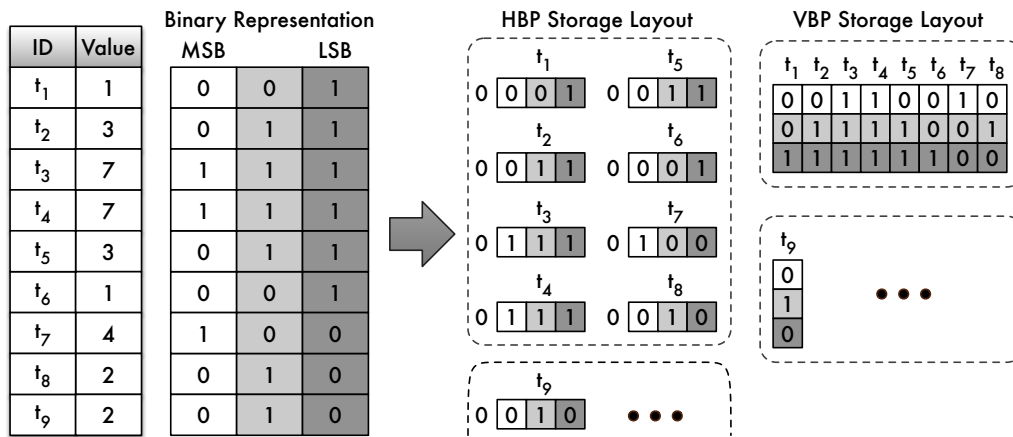 Binary Representation HBP Storage Layout VBP Storage Layout
ID Value
MSB LSB
t1 1
t2 3
t3 7
t4 7
t5 3
t6 1
t7 4
t8 2
t9 2
0 0 1
0 1 1
1 1 1
1 1 1
0 1 1
0 0 1
1 0 0
0 1 0
0 1 0
t1 t5
0 0 0 1 0 0 1 1
t2 t6
0 0 1 1 0 0 0 1
t3 t7
0 1 1 1 0 1 0 0
t4 t8
0 1 1 1 0 0 1 0
t9
0 0 1 0
t1 t2 t3 t4 t5 t6 t7 t8
0 0 1 1 0 0 1 0
0 1 1 1 1 0 0 1
1 1 1 1 1 1 0 0
t9
0
1
0